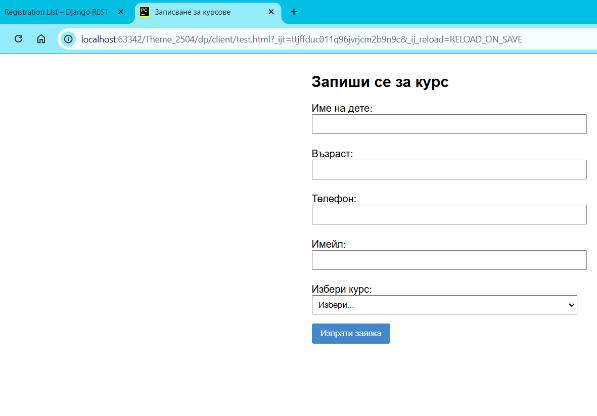 Registration List – Django REST
Записване за курсове
localhost:63342/Theme_2504/dp/client/test.html?_ijt=ttjffduc011q96jvrjcm2b9n9c&_ij_reload=RELOAD_ON_SAVE
Запиши се за курс
Име на дете:
Възраст:
Телефон:
Имейл:
Избери курс:
Избери...
Изпрати заявка